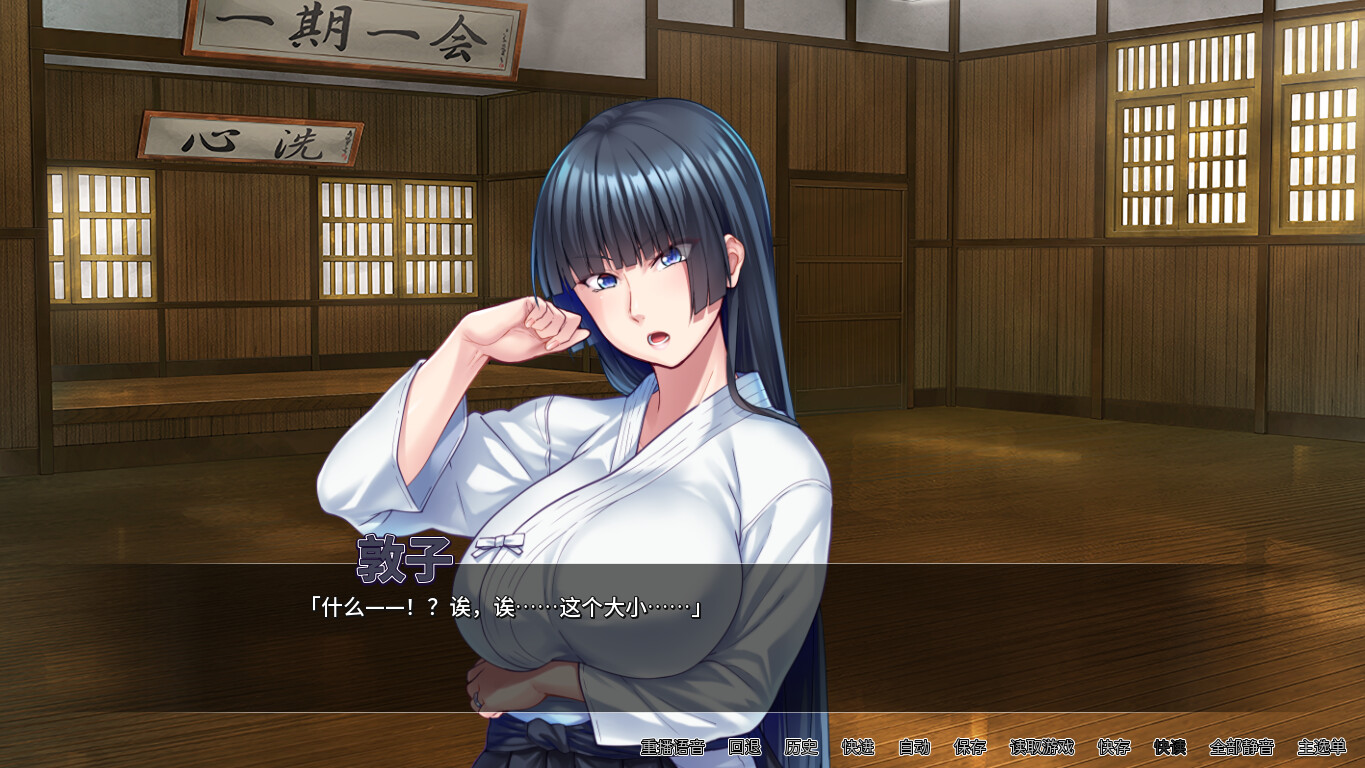 一期一会
心洗
敦子
「什么——！？诶，诶……这个大小……」
重播语音 回退 历史 快进 自动 保存 读取游戏 快存 快读 全部静音 主选单